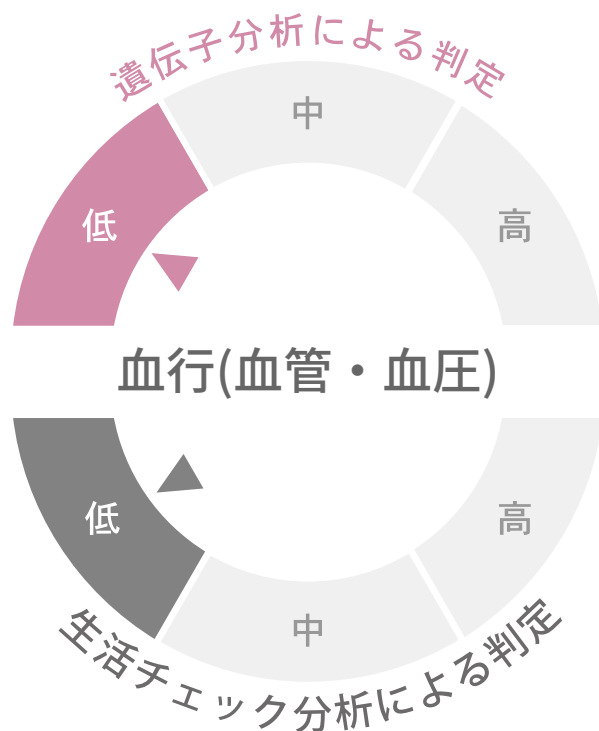 遺伝子分析による判定
中
低
高
血行(血管・血圧)
低
高
中
生活チェック分析による判定